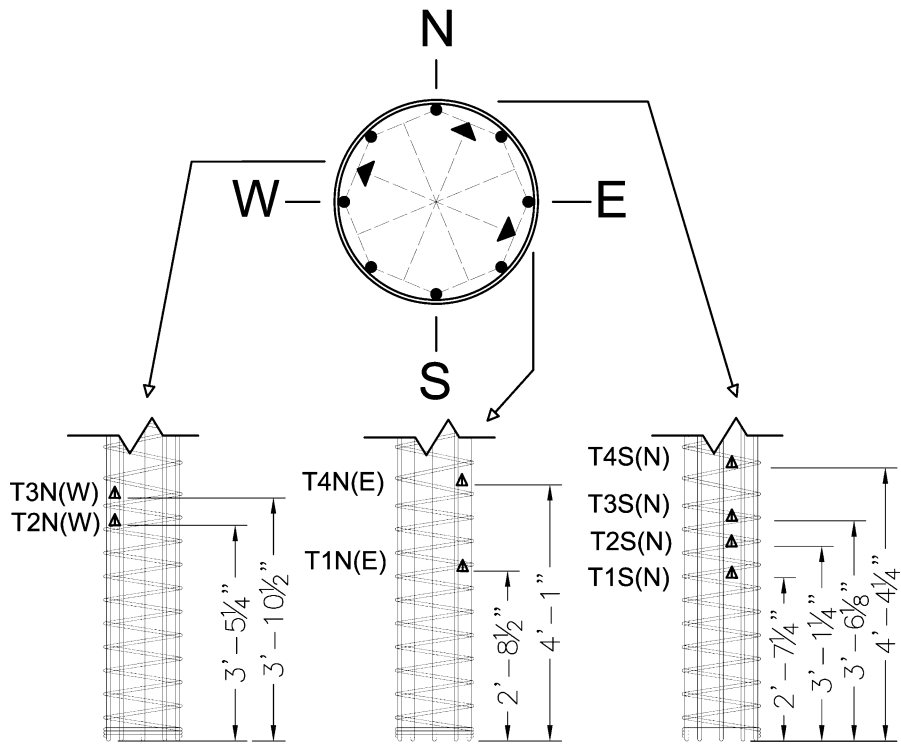 N
W
E
S
T3N(W)
T2N(W)
3'-5¼"
3'-10½"
T4N(E)
T1N(E)
2'-8½"
4'-1"
T4S(N)
T3S(N)
T2S(N)
T1S(N)
2'-7¼"
3'-1¼"
3'-6⅛"
4'-4¼"